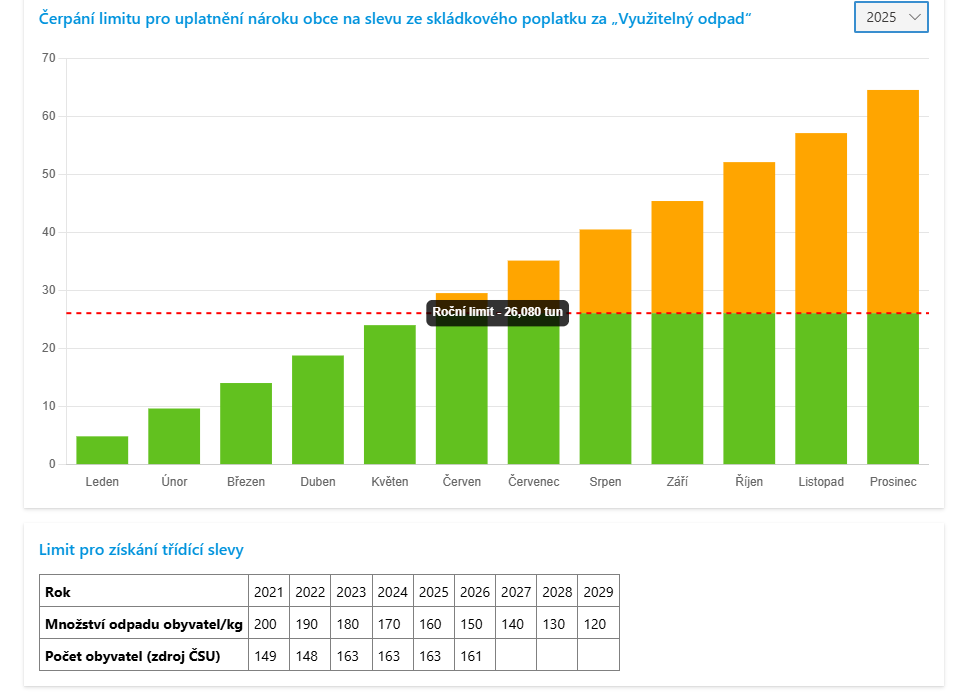 Čerpání limitu pro uplatnění nároku obce na slevu ze skládkového poplatku za „Využitelný odpad“
2025
70
60
50
40
30
20
10
0
Roční limit - 26,080 tun
Leden Únor Březen Duben Květen Červen Červenec Srpen Září Říjen Listopad Prosinec
Limit pro získání třídící slevy
Rok 2021 2022 2023 2024 2025 2026 2027 2028 2029
Množství odpadu obyvatel/kg 200 190 180 170 160 150 140 130 120
Počet obyvatel (zdroj ČSU) 149 148 163 163 163 161